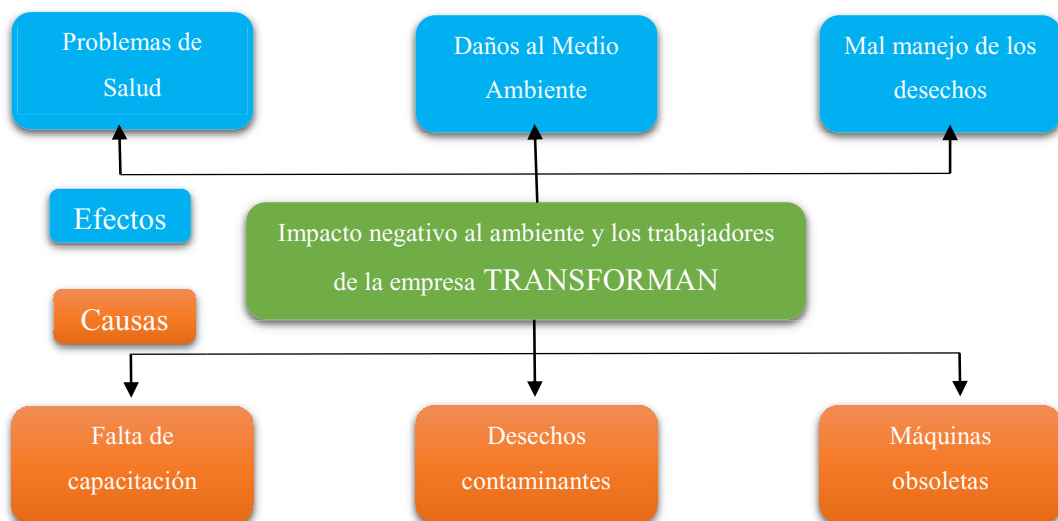 Problemas de
Salud
Daños al Medio
Ambiente
Mal manejo de los
desechos
Efectos
Impacto negativo al ambiente y los trabajadores
de la empresa TRANSFORMAN
Causas
Falta de
capacitación
Desechos
contaminantes
Máquinas
obsoletas